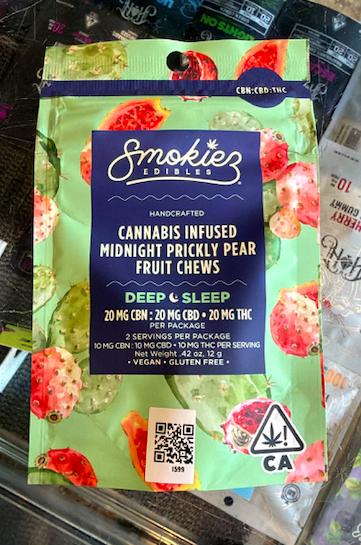 CBN:CBD:THC
Smokiez
EDIBLES
HANDCRAFTED
CANNABIS INFUSED
MIDNIGHT PRICKLY PEAR
FRUIT CHEWS
DEEP SLEEP
20 MG CBN : 20 MG CBD • 20 MG THC
PER PACKAGE
2 SERVINGS PER PACKAGE
10 MG CBN : 10 MG CBD • 10 MG THC PER SERVING
Net Weight .42 oz, 12 g
• VEGAN • GLUTEN FREE •
1S99
!
CA